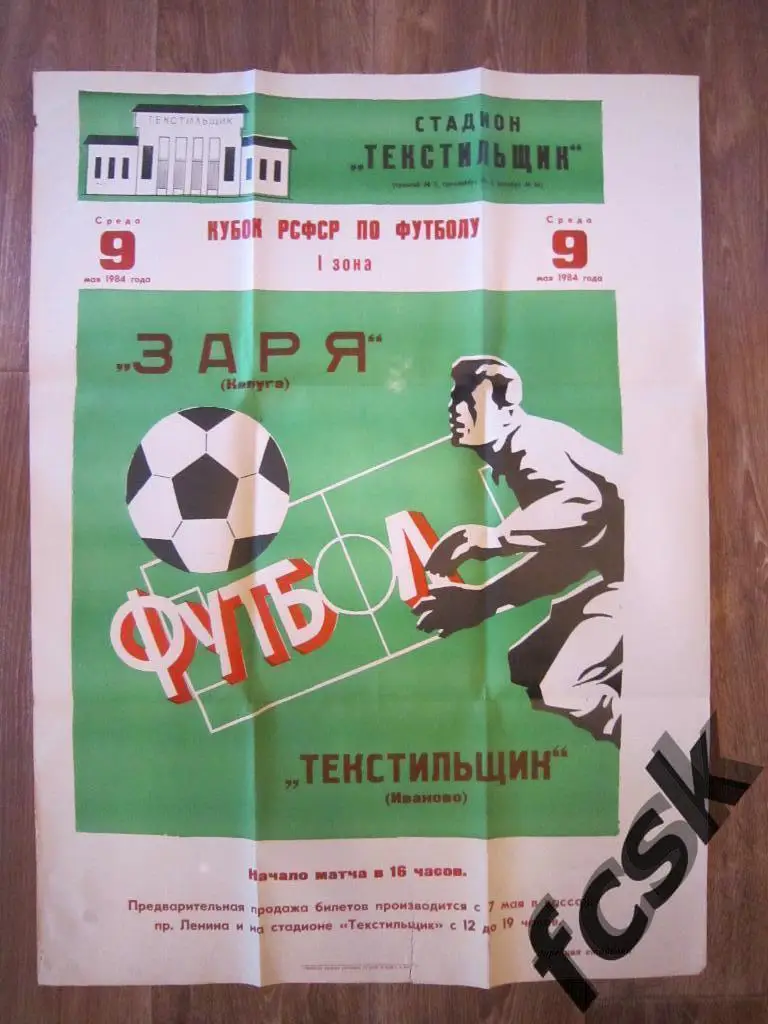 ТЕКСТИЛЬЩИК
СТАДИОН
„ТЕКСТИЛЬЩИК“
Среда
9
мая 1984 года
КУБОК РСФСР ПО ФУТБОЛУ
I зона
Среда
9
мая 1984 года
„ЗАРЯ“
(Калуга)
ФУТБОЛ
„ТЕКСТИЛЬЩИК“
(Иваново)
Начало матча в 16 часов.
Предварительная продажа билетов производится с 7 мая в
пр. Ленина и на стадионе «Текстильщик» с 12 до 19 часов.
fcsk